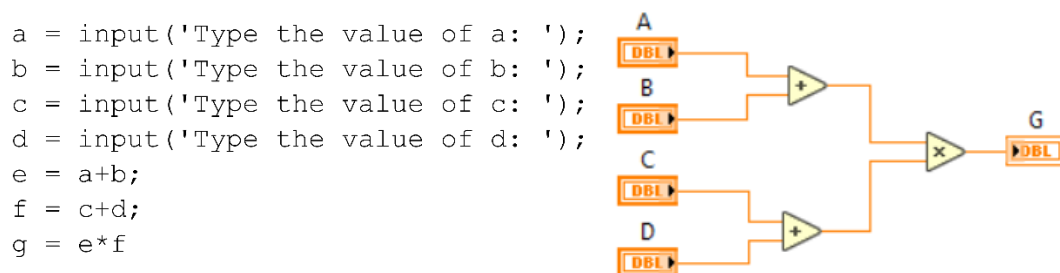 a = input('Type the value of a: ');
b = input('Type the value of b: ');
c = input('Type the value of c: ');
d = input('Type the value of d: ');
e = a+b;
f = c+d;
g = e*f
A
DBL
B
DBL
+
C
DBL
D
DBL
+
×
G
DBL